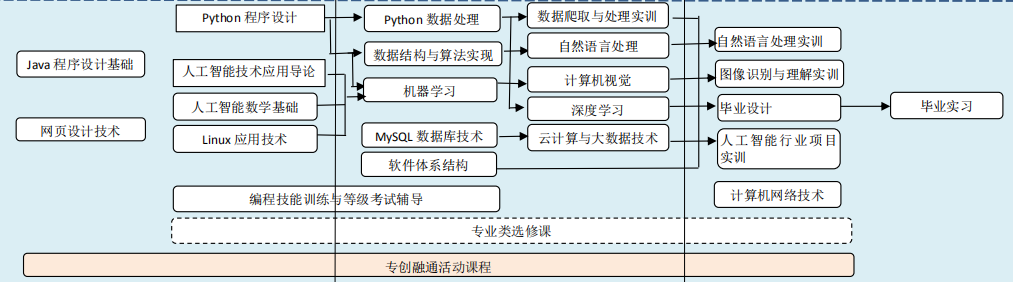 Python 程序设计
Python 数据处理
数据爬取与处理实训
自然语言处理实训
数据结构与算法实现
自然语言处理
Java 程序设计基础
人工智能技术应用导论
机器学习
计算机视觉
图像识别与理解实训
人工智能数学基础
深度学习
毕业设计
毕业实习
网页设计技术
Linux 应用技术
MySQL 数据库技术
云计算与大数据技术
人工智能行业项目
实训
软件体系结构
编程技能训练与等级考试辅导
计算机网络技术
专业类选修课
专创融通活动课程